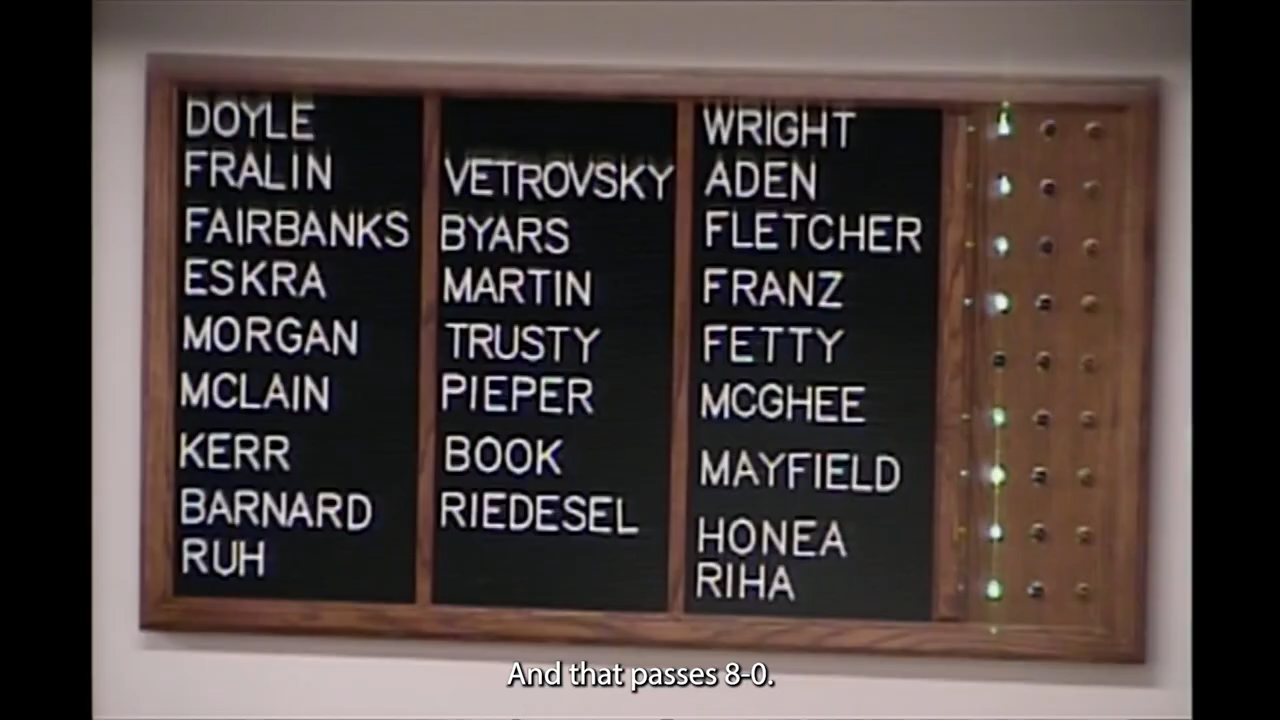 DOYLE
FRALIN
FAIRBANKS
ESKRA
MORGAN
MCLAIN
KERR
BARNARD
RUH
VETROVSKY
BYARS
MARTIN
TRUSTY
PIEPER
BOOK
RIEDESEL
WRIGHT
ADEN
FLETCHER
FRANZ
FETTY
MCGHEE
MAYFIELD
HONEA
RIHA
And that passes 8-0.